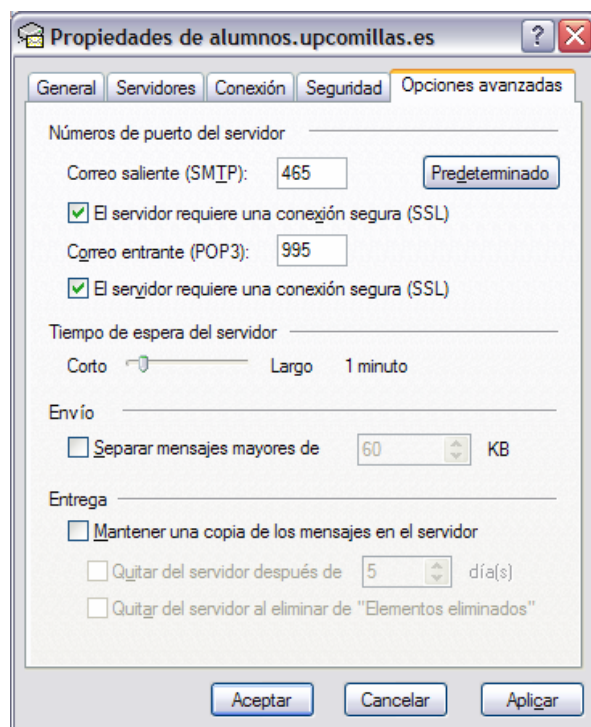 Propiedades de alumnos.upcomillas.es
General Servidores Conexión Seguridad Opciones avanzadas
Números de puerto del servidor
Correo saliente (SMTP): 465 Predeterminado
El servidor requiere una conexión segura (SSL)
Correo entrante (POP3): 995
El servidor requiere una conexión segura (SSL)
Tiempo de espera del servidor
Corto Largo 1 minuto
Envío
Separar mensajes mayores de 60 KB
Entrega
Mantener una copia de los mensajes en el servidor
Quitar del servidor después de 5 día(s)
Quitar del servidor al eliminar de "Elementos eliminados"
Aceptar Cancelar Aplicar